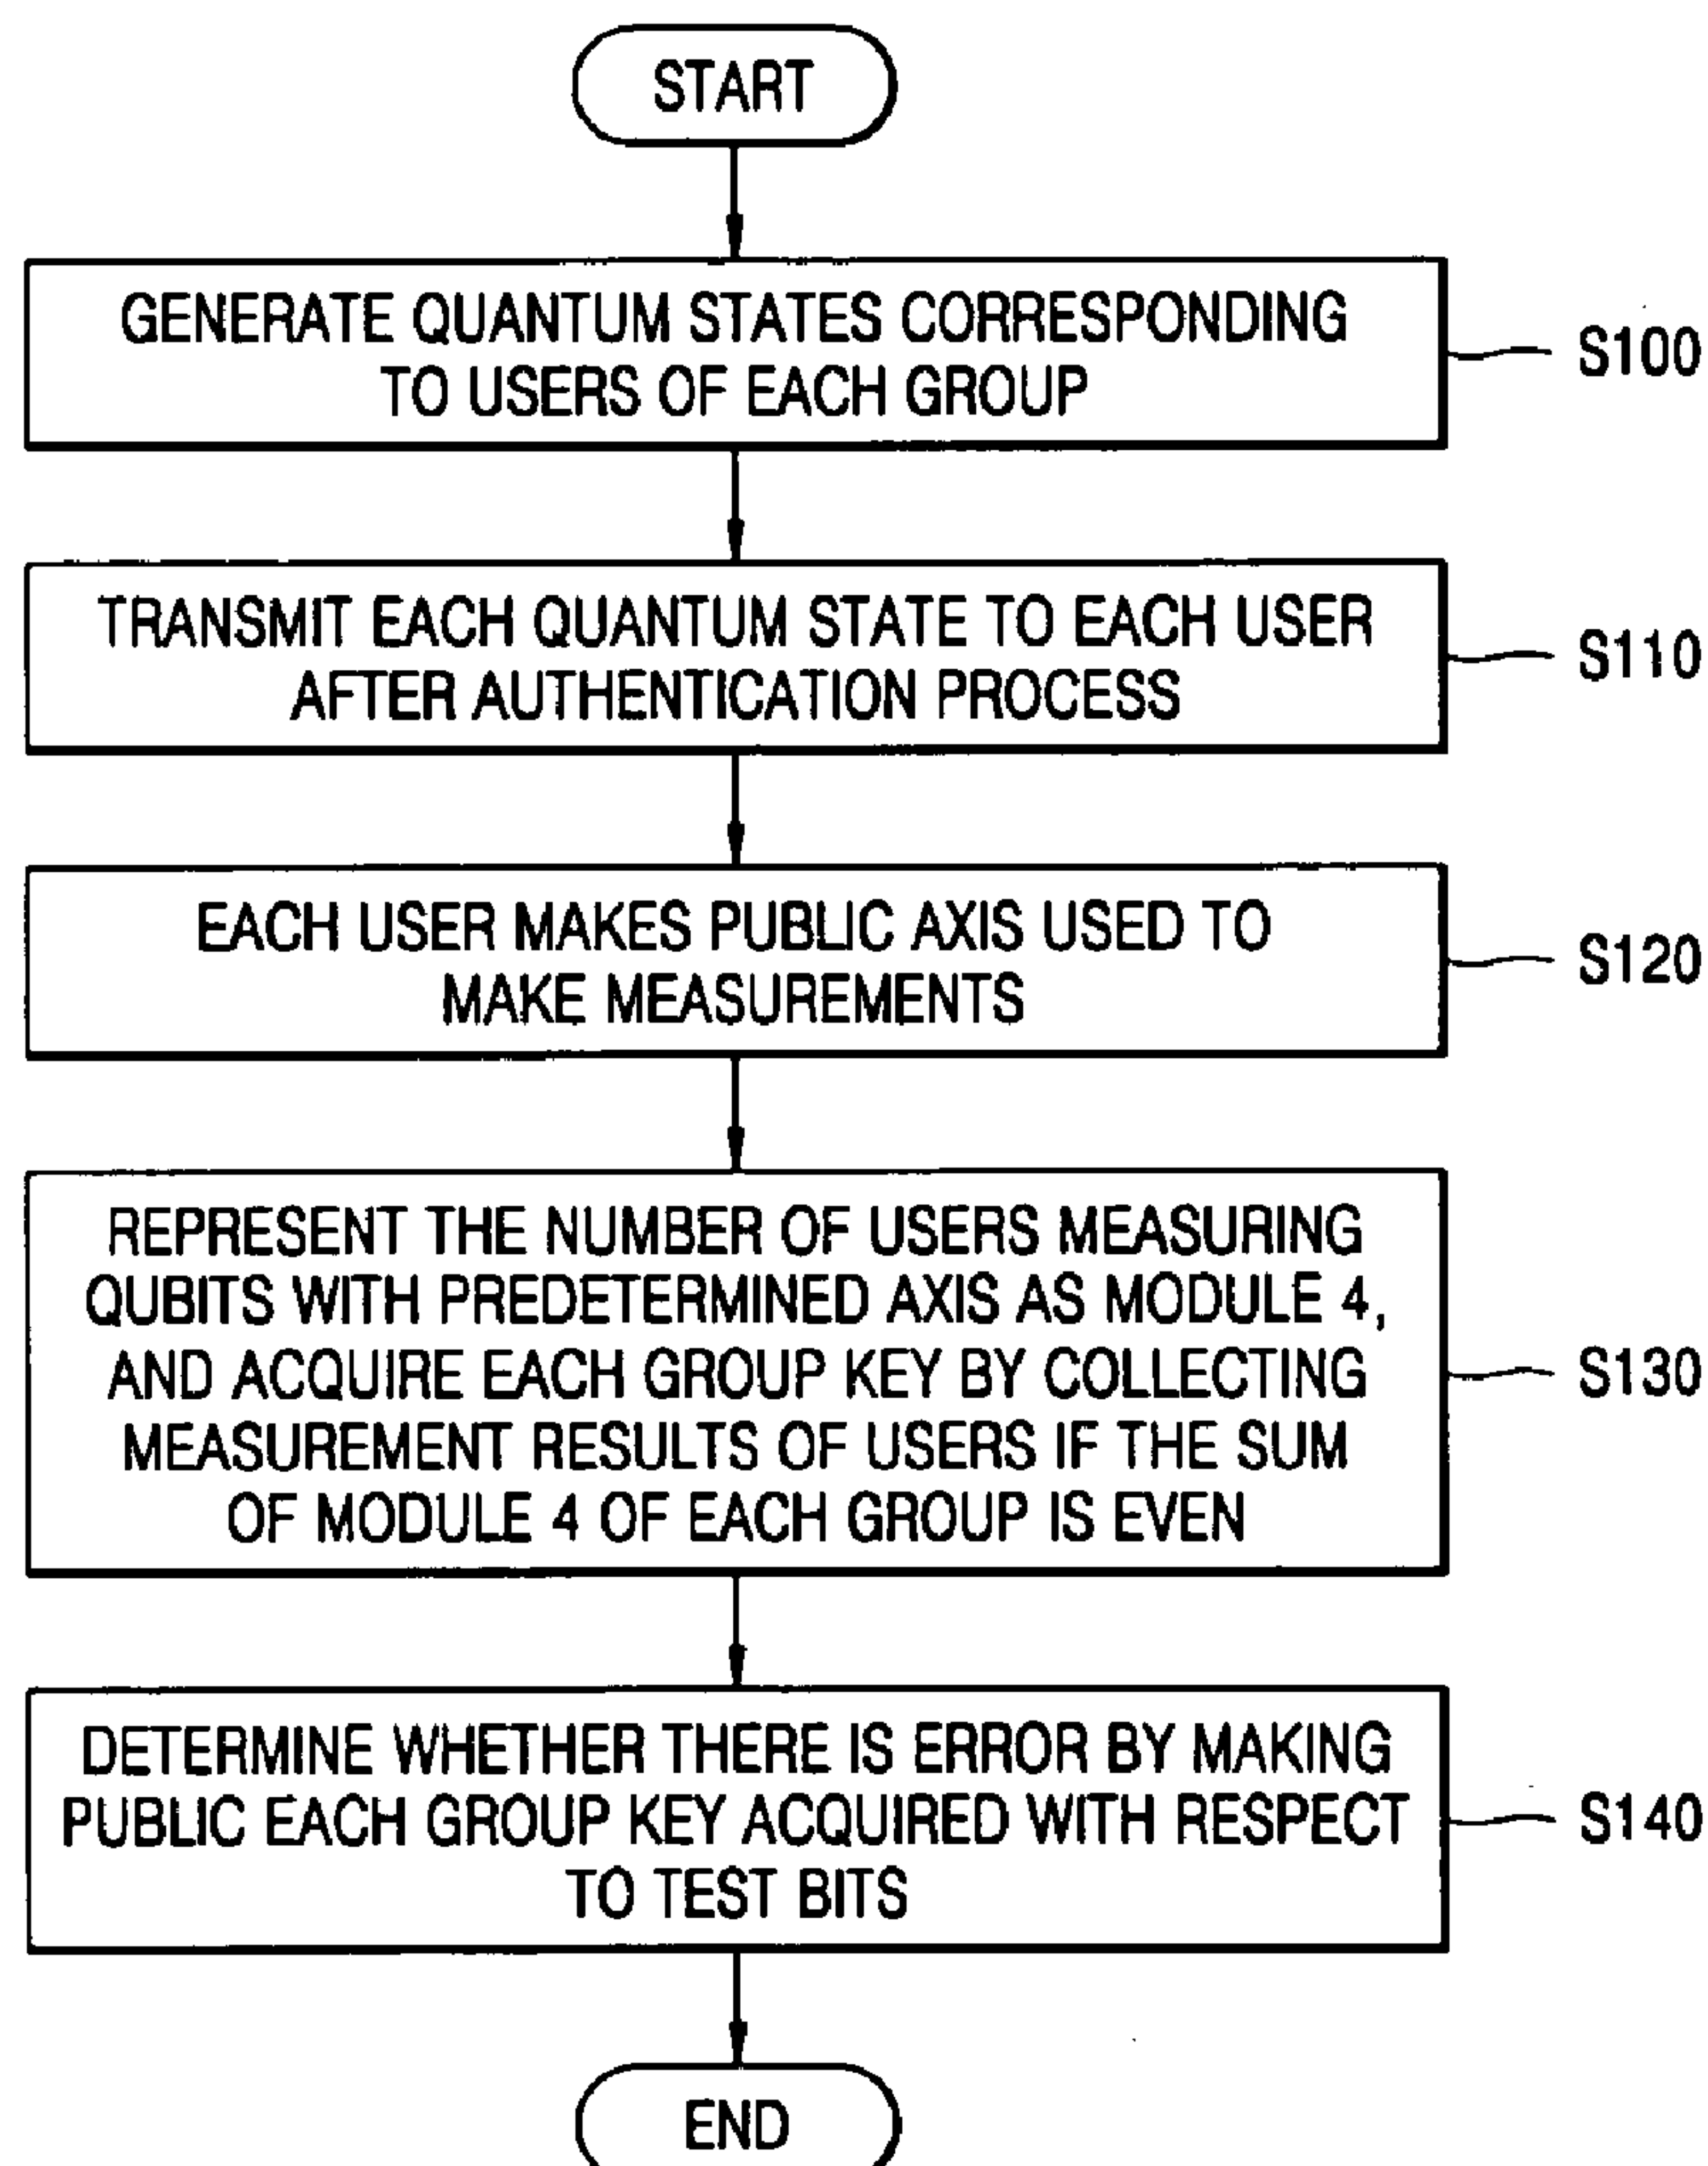 START
GENERATE QUANTUM STATES CORRESPONDING
TO USERS OF EACH GROUP
S100
TRANSMIT EACH QUANTUM STATE TO EACH USER
AFTER AUTHENTICATION PROCESS
S110
EACH USER MAKES PUBLIC AXIS USED TO
MAKE MEASUREMENTS
S120
REPRESENT THE NUMBER OF USERS MEASURING
QUBITS WITH PREDETERMINED AXIS AS MODULE 4,
AND ACQUIRE EACH GROUP KEY BY COLLECTING
MEASUREMENT RESULTS OF USERS IF THE SUM
OF MODULE 4 OF EACH GROUP IS EVEN
S130
DETERMINE WHETHER THERE IS ERROR BY MAKING
PUBLIC EACH GROUP KEY ACQUIRED WITH RESPECT
TO TEST BITS
S140
END